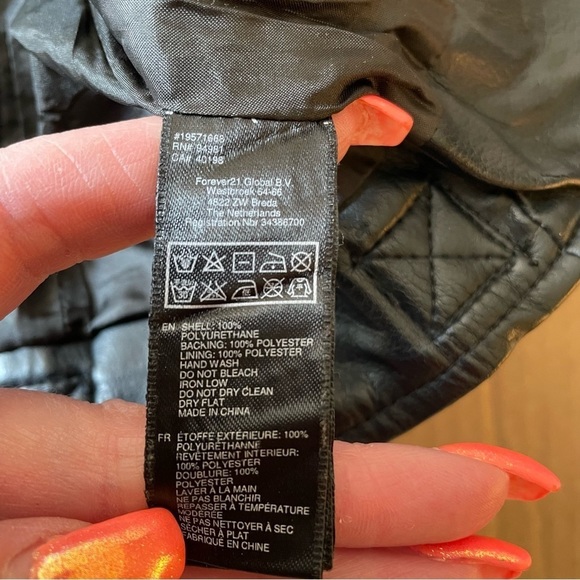 #19571668
RN# 94981
CA# 40198
Forever21 Global B.V.
Westbroek 64-66
4822 ZW Breda
The Netherlands
Registration Nbr 34386700
EN SHELL: 100%
POLYURETHANE
BACKING: 100% POLYESTER
LINING: 100% POLYESTER
HAND WASH
DO NOT BLEACH
IRON LOW
DO NOT DRY CLEAN
DRY FLAT
MADE IN CHINA
FR ÉTOFFE EXTÉRIEURE: 100%
POLYURÉTHANNE
REVÊTEMENT INTERIEUR:
100% POLYESTER
DOUBLURE: 100%
POLYESTER
LAVER À LA MAIN
NE PAS BLANCHIR
REPASSER À TEMPÉRATURE
MODÉRÉE
NE PAS NETTOYER À SEC
SÉCHER À PLAT
FABRIQUÉ EN CHINE